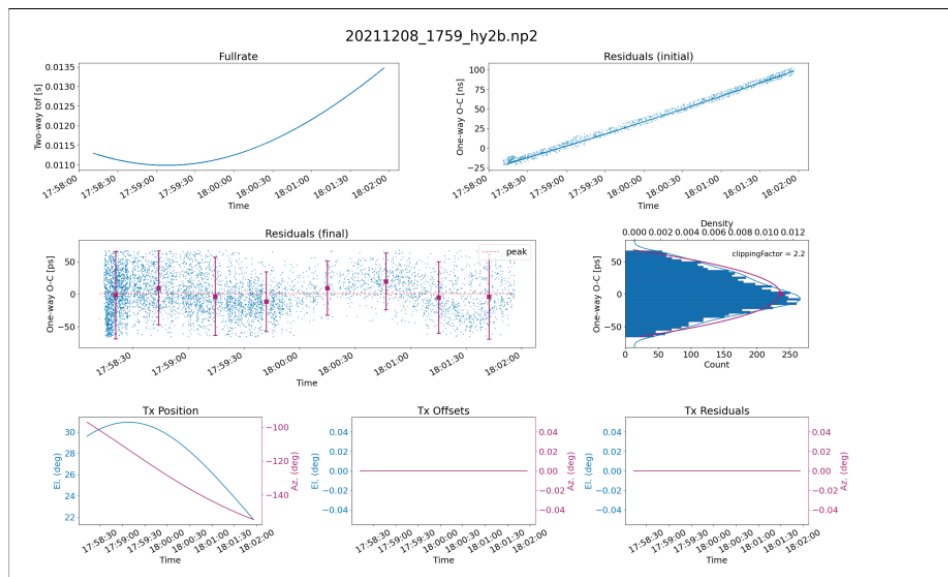 20211208_1759_hy2b.np2
Fullrate
Two-way tof [s]
0.0135
0.0130
0.0125
0.0120
0.0115
0.0110
17:58:00 17:58:30 17:59:00 17:59:30 18:00:00 18:00:30 18:01:00 18:01:30 18:02:00
Time
Residuals (initial)
One-way O-C [ns]
100
75
50
25
0
−25
17:58:00 17:58:30 17:59:00 17:59:30 18:00:00 18:00:30 18:01:00 18:01:30 18:02:00
Time
Residuals (final)
One-way O-C [ps]
50
0
−50
peak
17:58:30 17:59:00 17:59:30 18:00:00 18:00:30 18:01:00 18:01:30 18:02:00
Time
Density
0.000 0.002 0.004 0.006 0.008 0.010 0.012
clippingFactor = 2.2
One-way O-C [ps]
50
0
−50
0 50 100 150 200 250
Count
Tx Position
El. (deg)
30
28
26
24
22
−100
−120
−140
Az. (deg)
17:58:30 17:59:00 17:59:30 18:00:00 18:00:30 18:01:00 18:01:30 18:02:00
Time
Tx Offsets
El. (deg)
0.04
0.02
0.00
−0.02
−0.04
0.04
0.02
0.00
−0.02
−0.04
Az. (deg)
17:58:30 17:59:00 17:59:30 18:00:00 18:00:30 18:01:00 18:01:30 18:02:00
Time
Tx Residuals
El. (deg)
0.04
0.02
0.00
−0.02
−0.04
0.04
0.02
0.00
−0.02
−0.04
Az. (deg)
17:58:30 17:59:00 17:59:30 18:00:00 18:00:30 18:01:00 18:01:30 18:02:00
Time